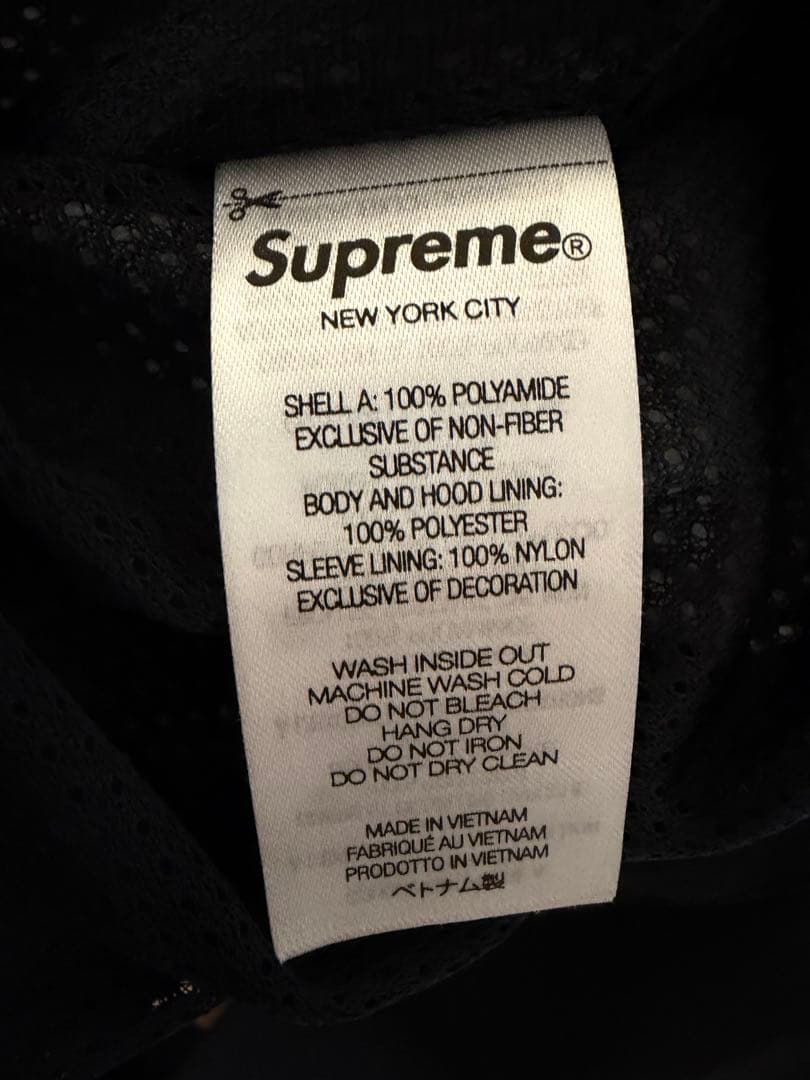 Supreme®
NEW YORK CITY
SHELL A: 100% POLYAMIDE
EXCLUSIVE OF NON-FIBER
SUBSTANCE
BODY AND HOOD LINING:
100% POLYESTER
SLEEVE LINING: 100% NYLON
EXCLUSIVE OF DECORATION
WASH INSIDE OUT
MACHINE WASH COLD
DO NOT BLEACH
HANG DRY
DO NOT IRON
DO NOT DRY CLEAN
MADE IN VIETNAM
FABRIQUÉ AU VIETNAM
PRODOTTO IN VIETNAM
ベトナム製